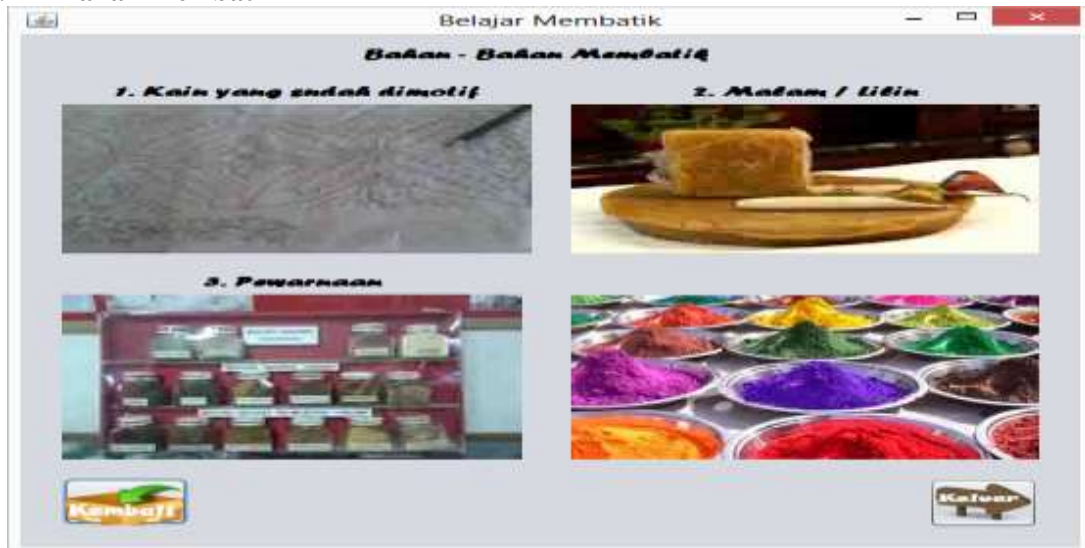 Belajar Membatik
Bahan - Bahan Membatik
1. Kain yang sudah dimotif
2. Malam / Lilin
3. Pewarnaan
Kembali
Keluar